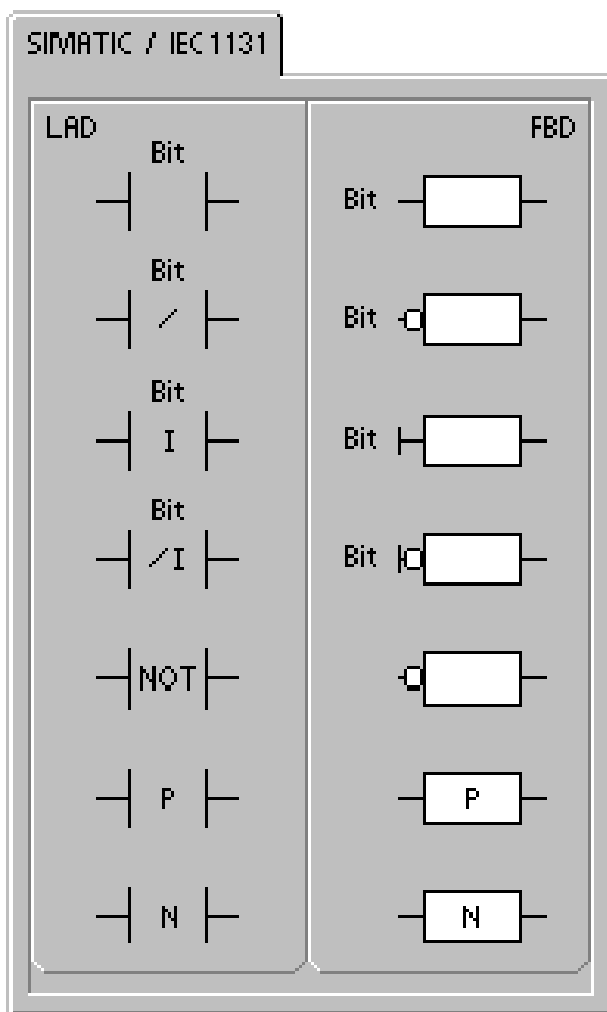 SIMATIC / IEC1131
LAD
FBD
Bit
Bit
Bit
/
Bit
Bit
I
Bit
Bit
/I
Bit
NOT
P
P
N
N